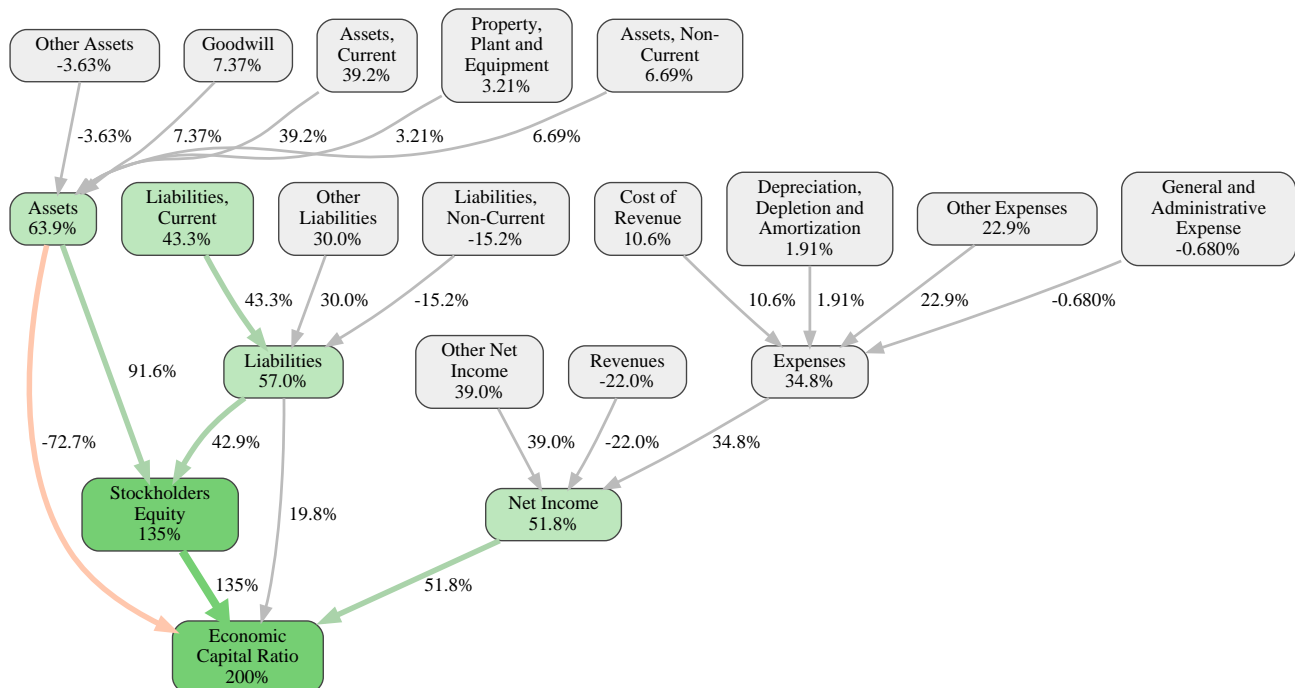 Other Assets
-3.63%
Goodwill
7.37%
Assets,
Current
39.2%
Property,
Plant and
Equipment
3.21%
Assets, Non-
Current
6.69%
-3.63%
7.37%
39.2%
3.21%
6.69%
Assets
63.9%
Liabilities,
Current
43.3%
Other
Liabilities
30.0%
Liabilities,
Non-Current
-15.2%
Cost of
Revenue
10.6%
Depreciation,
Depletion and
Amortization
1.91%
Other Expenses
22.9%
General and
Administrative
Expense
-0.680%
43.3%
30.0%
-15.2%
10.6%
1.91%
22.9%
-0.680%
91.6%
Liabilities
57.0%
Other Net
Income
39.0%
Revenues
-22.0%
Expenses
34.8%
-72.7%
42.9%
39.0%
-22.0%
34.8%
Stockholders
Equity
135%
19.8%
Net Income
51.8%
135%
51.8%
Economic
Capital Ratio
200%